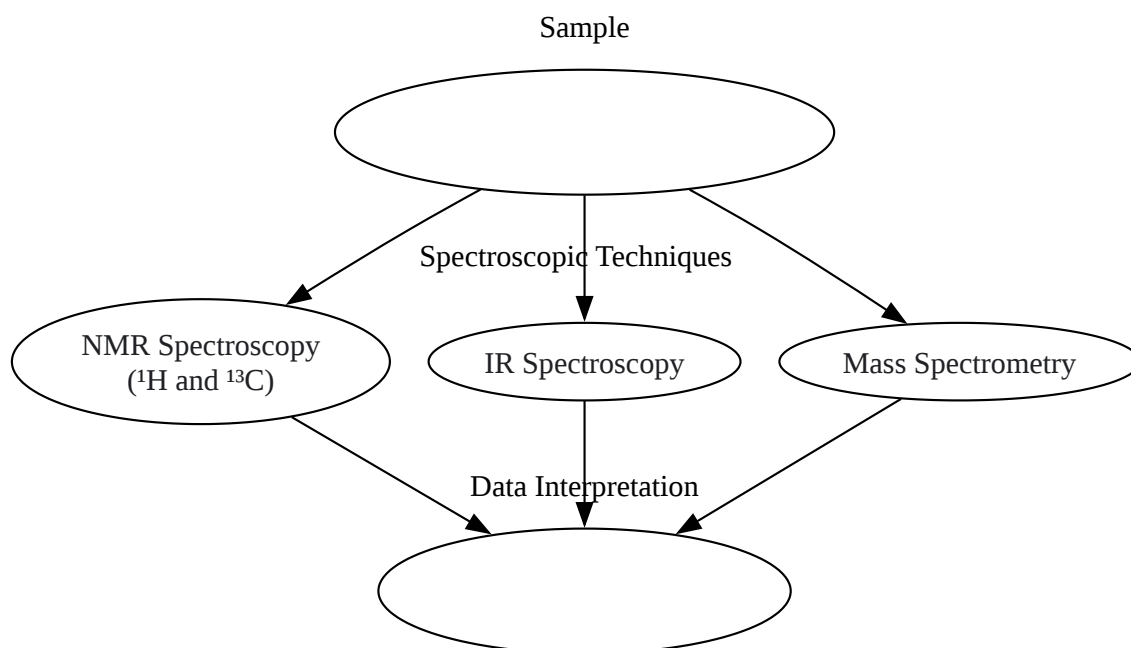 Sample
Spectroscopic Techniques
NMR Spectroscopy
(¹H and ¹³C)
IR Spectroscopy
Mass Spectrometry
Data Interpretation